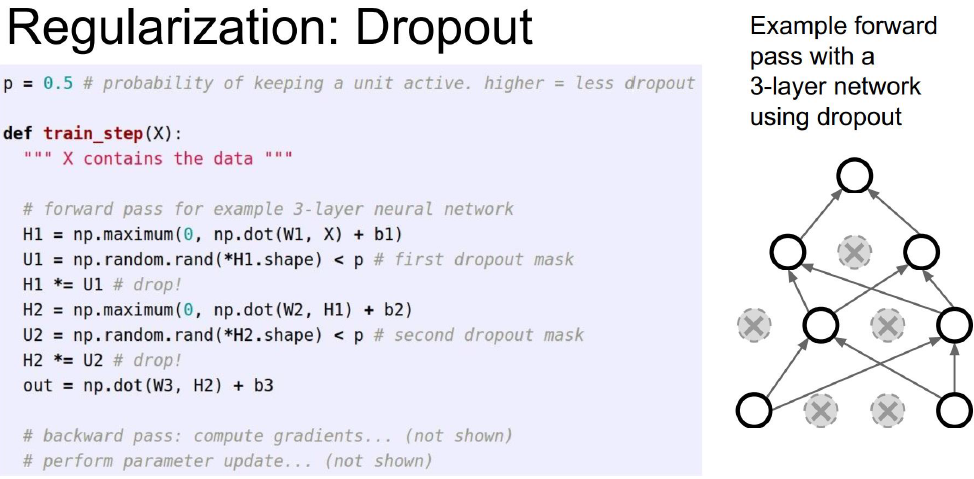 Regularization: Dropout
p = 0.5 # probability of keeping a unit active. higher = less dropout
def train_step(X):
""" X contains the data """
# forward pass for example 3-layer neural network
H1 = np.maximum(0, np.dot(W1, X) + b1)
U1 = np.random.rand(*H1.shape) < p # first dropout mask
H1 *= U1 # drop!
H2 = np.maximum(0, np.dot(W2, H1) + b2)
U2 = np.random.rand(*H2.shape) < p # second dropout mask
H2 *= U2 # drop!
out = np.dot(W3, H2) + b3
# backward pass: compute gradients... (not shown)
# perform parameter update... (not shown)
Example forward
pass with a
3-layer network
using dropout